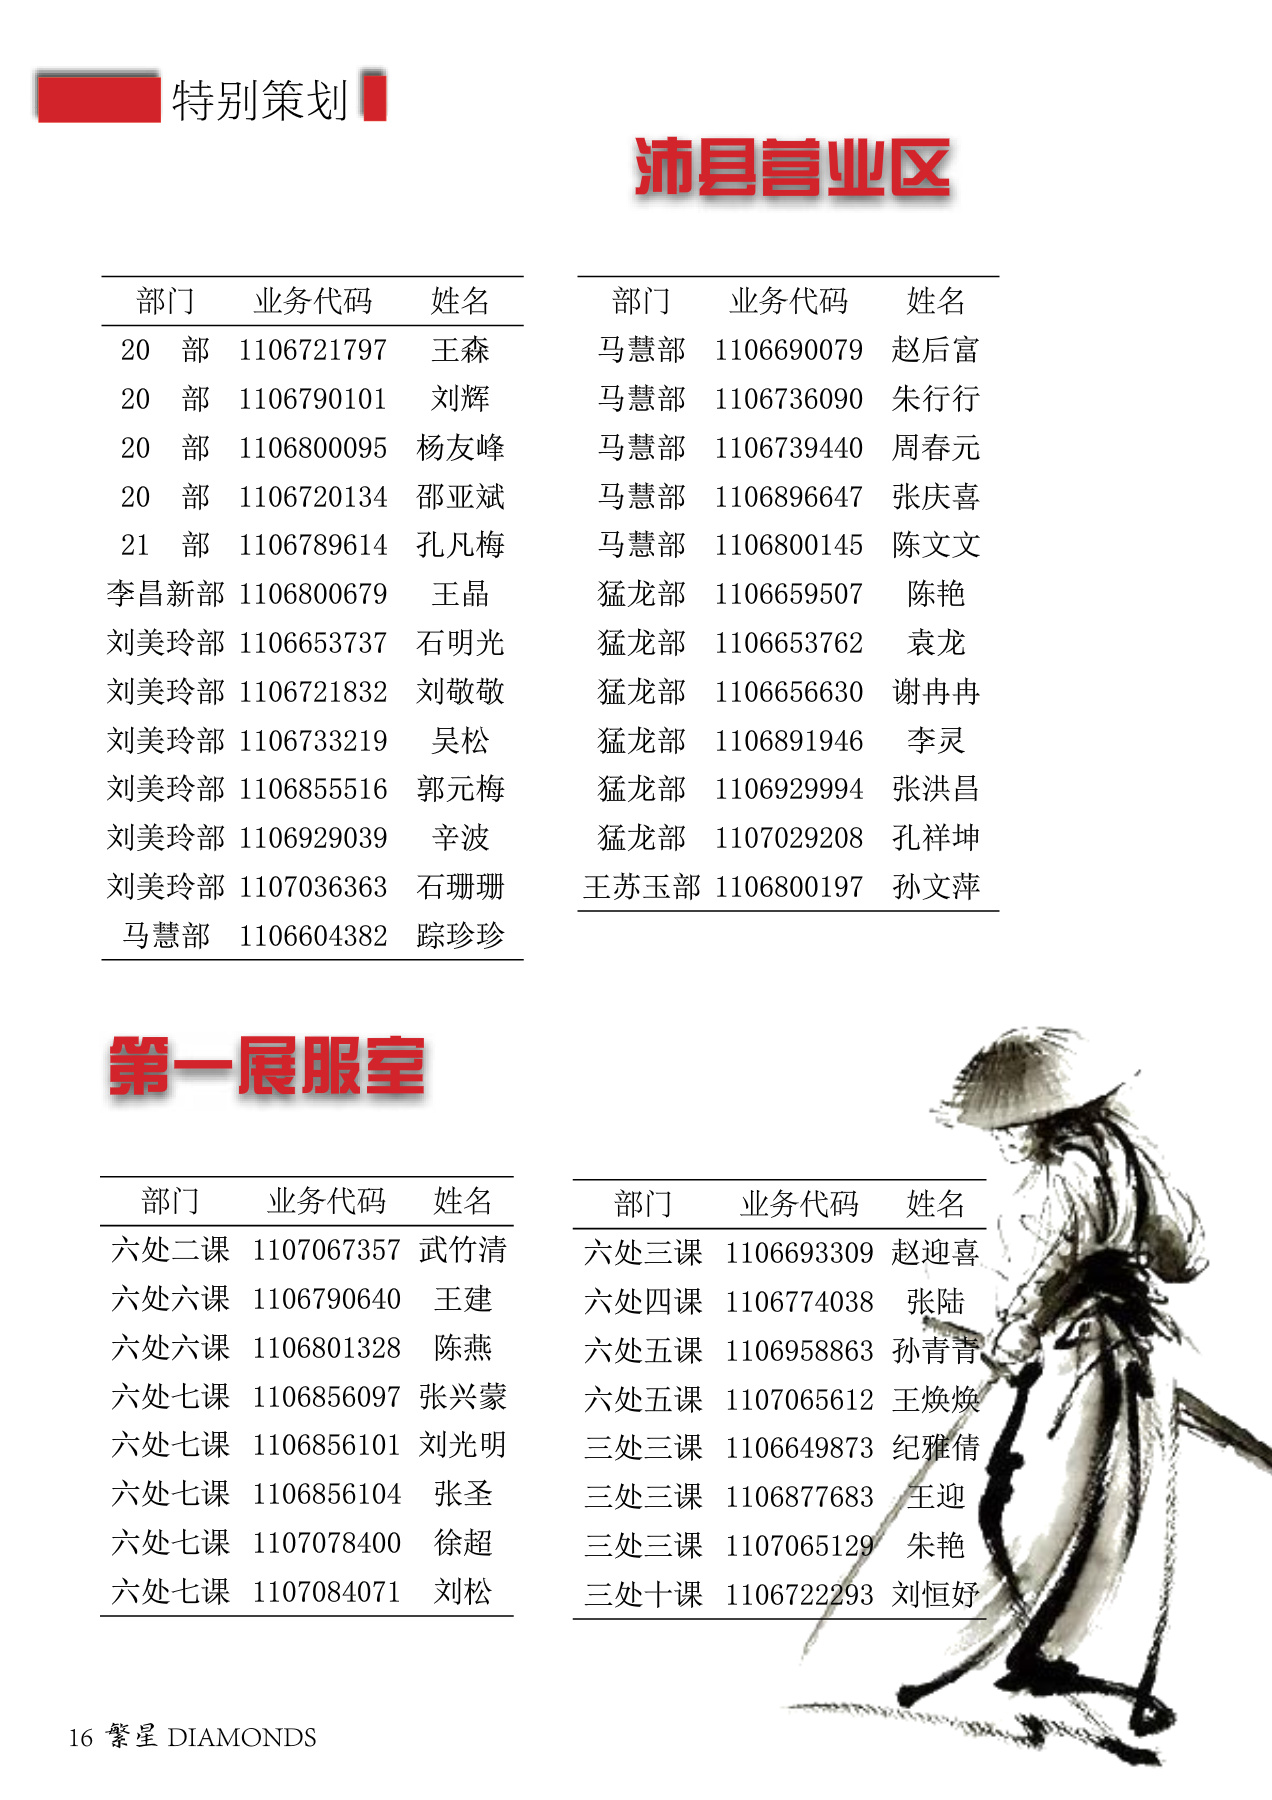 特别策划
沛县营业区
部门 业务代码 姓名
20 部 1106721797 王森
20 部 1106790101 刘辉
20 部 1106800095 杨友峰
20 部 1106720134 邵亚斌
21 部 1106789614 孔凡梅
李昌新部 1106800679 王晶
刘美玲部 1106653737 石明光
刘美玲部 1106721832 刘敬敬
刘美玲部 1106733219 吴松
刘美玲部 1106855516 郭元梅
刘美玲部 1106929039 辛波
刘美玲部 1107036363 石珊珊
马慧部 1106604382 踪珍珍
部门 业务代码 姓名
马慧部 1106690079 赵后富
马慧部 1106736090 朱行行
马慧部 1106739440 周春元
马慧部 1106896647 张庆喜
马慧部 1106800145 陈文文
猛龙部 1106659507 陈艳
猛龙部 1106653762 袁龙
猛龙部 1106656630 谢冉冉
猛龙部 1106891946 李灵
猛龙部 1106929994 张洪昌
猛龙部 1107029208 孔祥坤
王苏玉部 1106800197 孙文萍
第一展服室
部门 业务代码 姓名
六处二课 1107067357 武竹清
六处六课 1106790640 王建
六处六课 1106801328 陈燕
六处七课 1106856097 张兴蒙
六处七课 1106856101 刘光明
六处七课 1106856104 张圣
六处七课 1107078400 徐超
六处七课 1107084071 刘松
部门 业务代码 姓名
六处三课 1106693309 赵迎喜
六处四课 1106774038 张陆
六处五课 1106958863 孙青青
六处五课 1107065612 王焕焕
三处三课 1106649873 纪雅倩
三处三课 1106877683 王迎
三处三课 1107065129 朱艳
三处十课 1106722293 刘恒妤
16 繁星 DIAMONDS